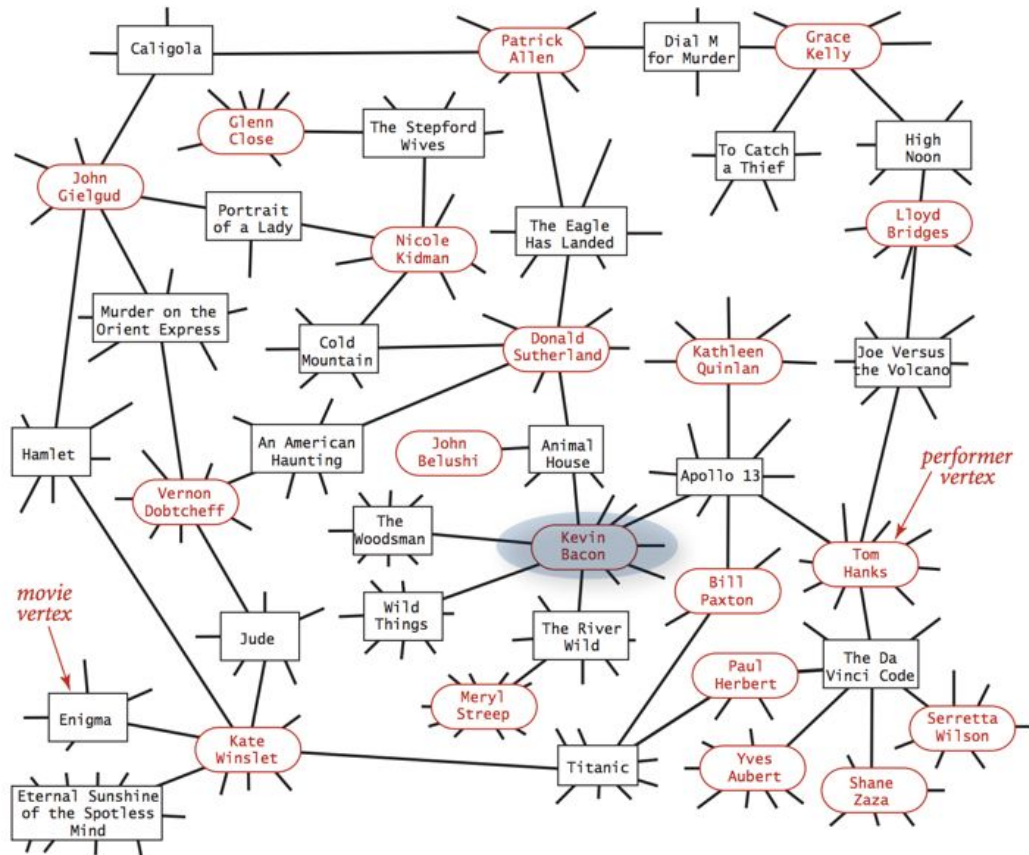 Caligola
Patrick
Allen
Dial M
for Murder
Grace
Kelly
Glenn
Close
The Stepford
Wives
To Catch
a Thief
High
Noon
John
Gielgud
Portrait
of a Lady
Nicole
Kidman
The Eagle
Has Landed
Lloyd
Bridges
Murder on the
Orient Express
Cold
Mountain
Donald
Sutherland
Kathleen
Quinlan
Joe Versus
the Volcano
Hamlet
An American
Haunting
John
Belushi
Animal
House
Apollo 13
performer
vertex
Vernon
Dobtcheff
The
Woodsman
Kevin
Bacon
Tom
Hanks
Bill
Paxton
movie
vertex
Jude
Wild
Things
The River
Wild
Paul
Herbert
The Da
Vinci Code
Enigma
Meryl
Streep
Serretta
Wilson
Kate
Winslet
Titanic
Yves
Aubert
Shane
Zaza
Eternal Sunshine
of the Spotless
Mind